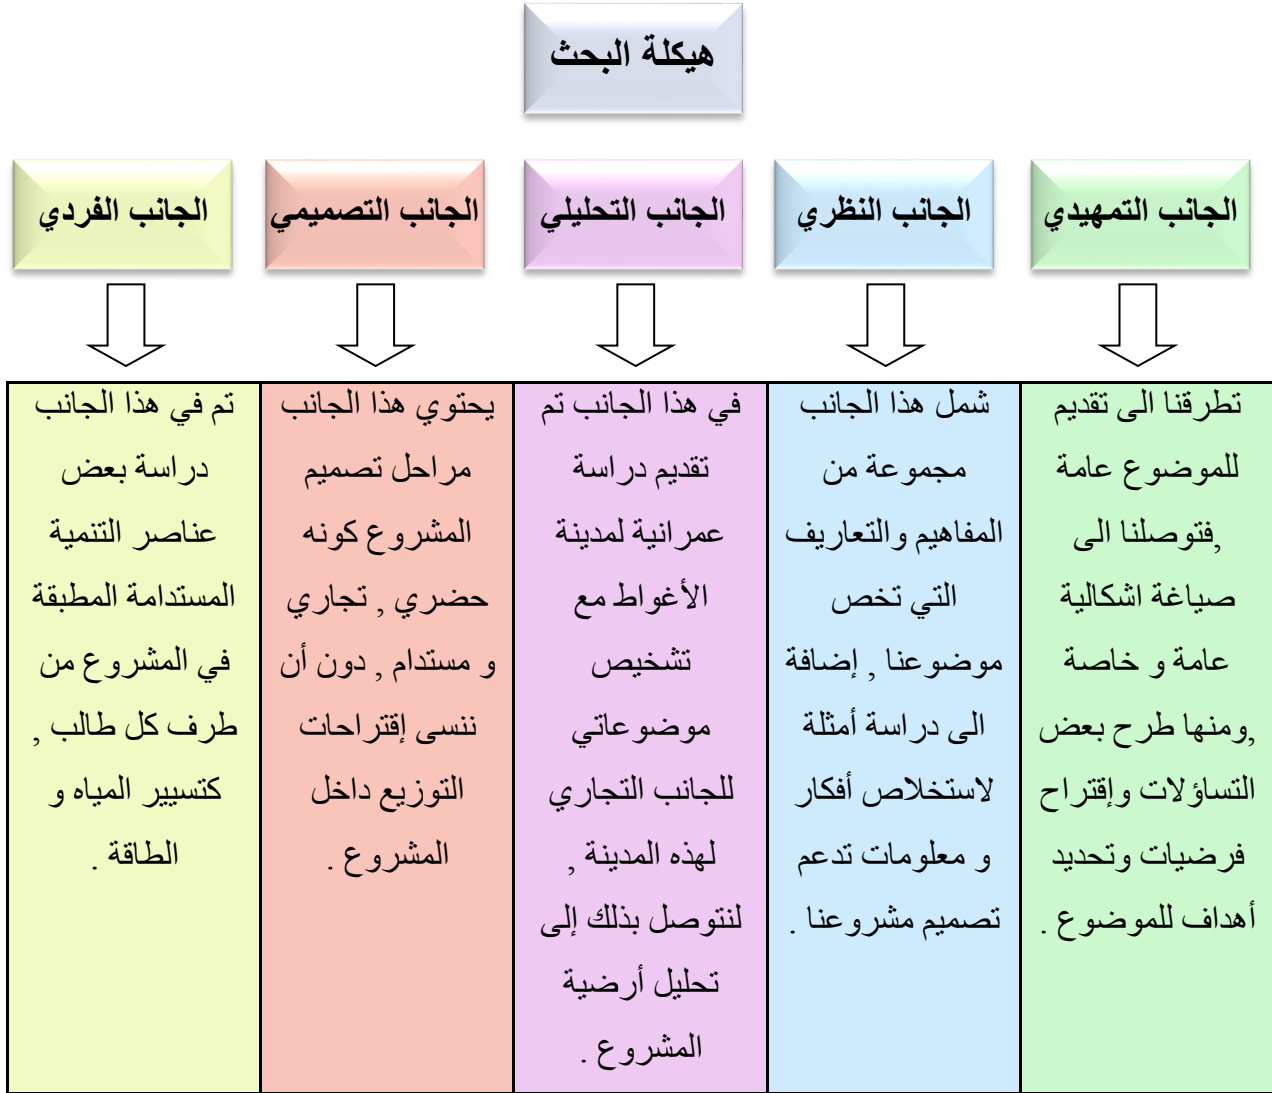 هيكلة البحث
الجانب التمهيدي
الجانب النظري
الجانب التحليلي
الجانب التصميمي
الجانب الفردي
تطرقنا الى تقديم
للموضوع عامة
,فتوصلنا الى
صياغة اشكالية
عامة و خاصة
,ومنها طرح بعض
التساؤلات وإقتراح
فرضيات وتحديد
أهداف للموضوع .
شمل هذا الجانب
مجموعة من
المفاهيم والتعاريف
التي تخص
موضوعنا , إضافة
الى دراسة أمثلة
لاستخلاص أفكار
و معلومات تدعم
تصميم مشروعنا .
في هذا الجانب تم
تقديم دراسة
عمرانية لمدينة
الأغواط مع
تشخيص
موضوعاتي
للجانب التجاري
لهذه المدينة ,
لنتوصل بذلك إلى
تحليل أرضية
المشروع .
يحتوي هذا الجانب
مراحل تصميم
المشروع كونه
حضري , تجاري
و مستدام , دون أن
ننسى إقتراحات
التوزيع داخل
المشروع .
تم في هذا الجانب
دراسة بعض
عناصر التنمية
المستدامة المطبقة
في المشروع من
طرف كل طالب ,
كتسيير المياه و
الطاقة .